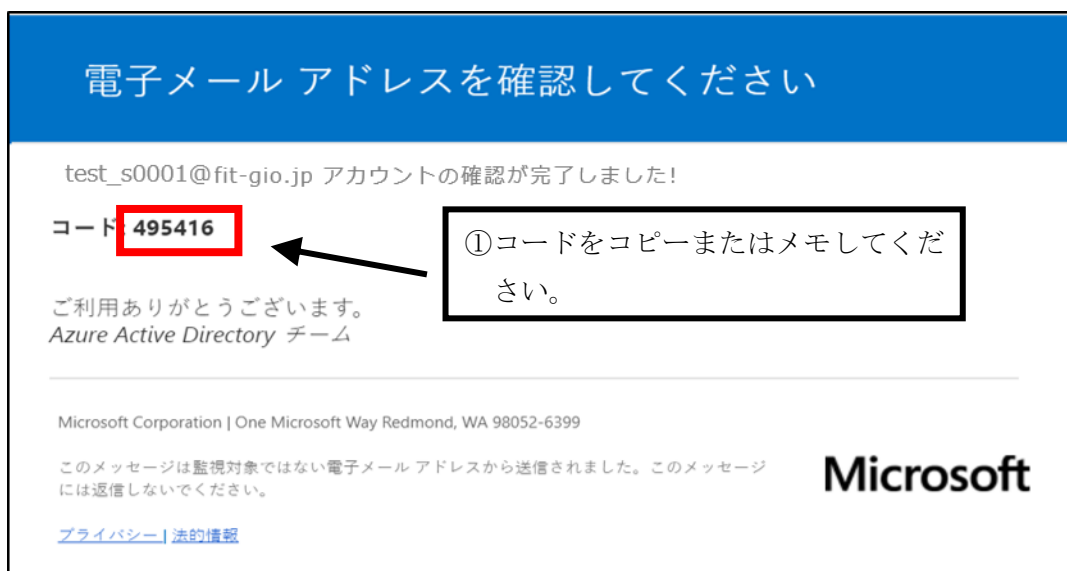 電子メール アドレスを確認してください
test_s0001@fit-gio.jp アカウントの確認が完了しました!
コード: 495416
①コードをコピーまたはメモしてくだ
さい。
ご利用ありがとうございます。
Azure Active Directory チーム
Microsoft Corporation | One Microsoft Way Redmond, WA 98052-6399
このメッセージは監視対象ではない電子メール アドレスから送信されました。このメッセージ
には返信しないでください。
Microsoft
プライバシー | 法的情報